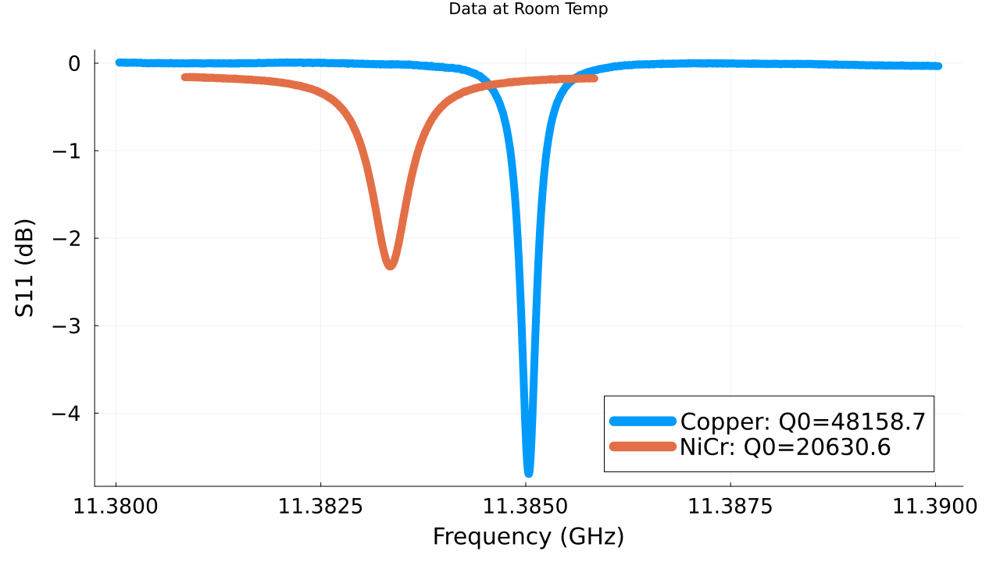 Data at Room Temp
0
−1
−2
−3
−4
S11 (dB)
Copper: Q0=48158.7
NiCr: Q0=20630.6
11.3800 11.3825 11.3850 11.3875 11.3900
Frequency (GHz)